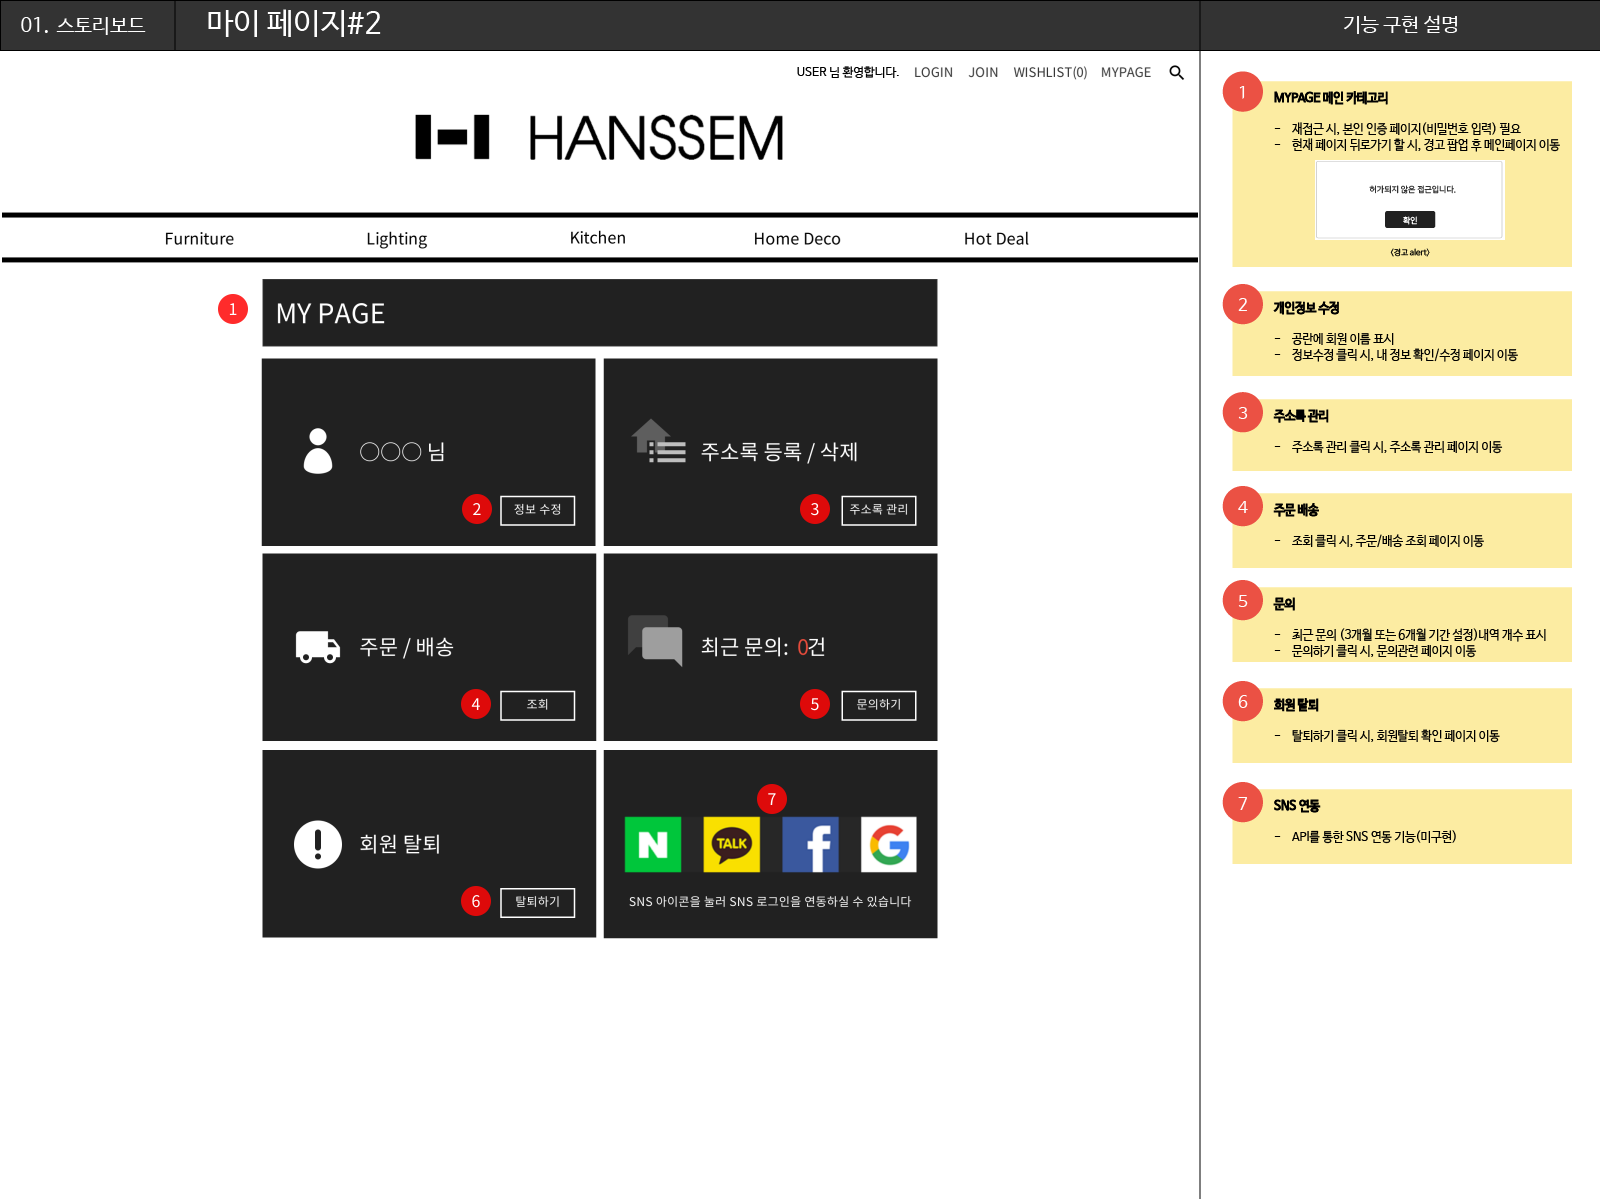 01. 스토리보드
마이 페이지#2
기능 구현 설명
USER 님 환영합니다. LOGIN JOIN WISHLIST(0) MYPAGE
HANSSEM
Furniture Lighting Kitchen Home Deco Hot Deal
1
MY PAGE
○○○ 님
2 정보 수정
주소록 등록 / 삭제
3 주소록 관리
주문 / 배송
4 조회
최근 문의: 0건
5 문의하기
회원 탈퇴
6 탈퇴하기
7
N TALK f G
SNS 아이콘을 눌러 SNS 로그인을 연동하실 수 있습니다
1 MYPAGE 메인 카테고리
- 재접근 시, 본인 인증 페이지(비밀번호 입력) 필요
- 현재 페이지 뒤로가기 할 시, 경고 팝업 후 메인페이지 이동
허가되지 않은 접근입니다.
확인
<경고 alert>
2 개인정보 수정
- 공란에 회원 이름 표시
- 정보수정 클릭 시, 내 정보 확인/수정 페이지 이동
3 주소록 관리
- 주소록 관리 클릭 시, 주소록 관리 페이지 이동
4 주문 배송
- 조회 클릭 시, 주문/배송 조회 페이지 이동
5 문의
- 최근 문의 (3개월 또는 6개월 기간 설정)내역 개수 표시
- 문의하기 클릭 시, 문의관련 페이지 이동
6 회원 탈퇴
- 탈퇴하기 클릭 시, 회원탈퇴 확인 페이지 이동
7 SNS 연동
- API를 통한 SNS 연동 기능(미구현)